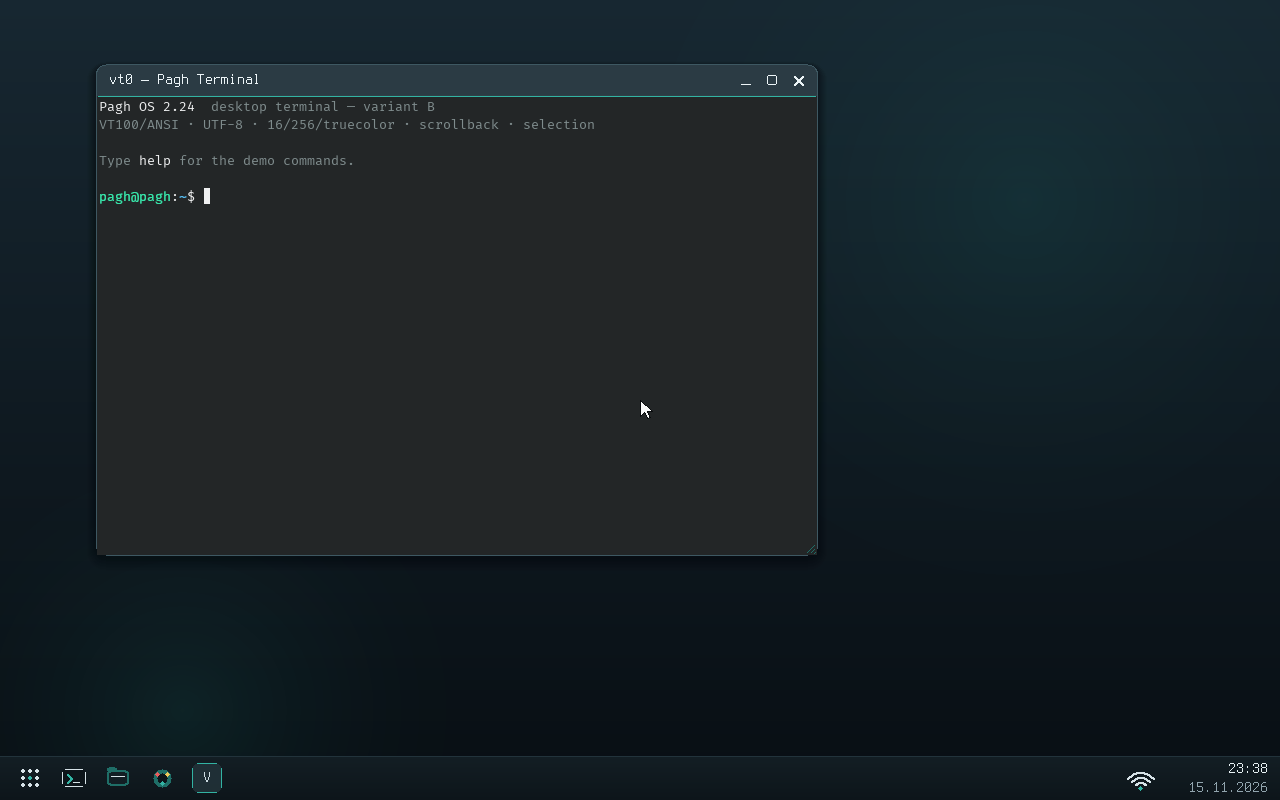 vt0 — Pagh Terminal
Pagh OS 2.24  desktop terminal — variant B
VT100/ANSI · UTF-8 · 16/256/truecolor · scrollback · selection
Type help for the demo commands.
pagh@pagh:~$
V
23:38
15.11.2026